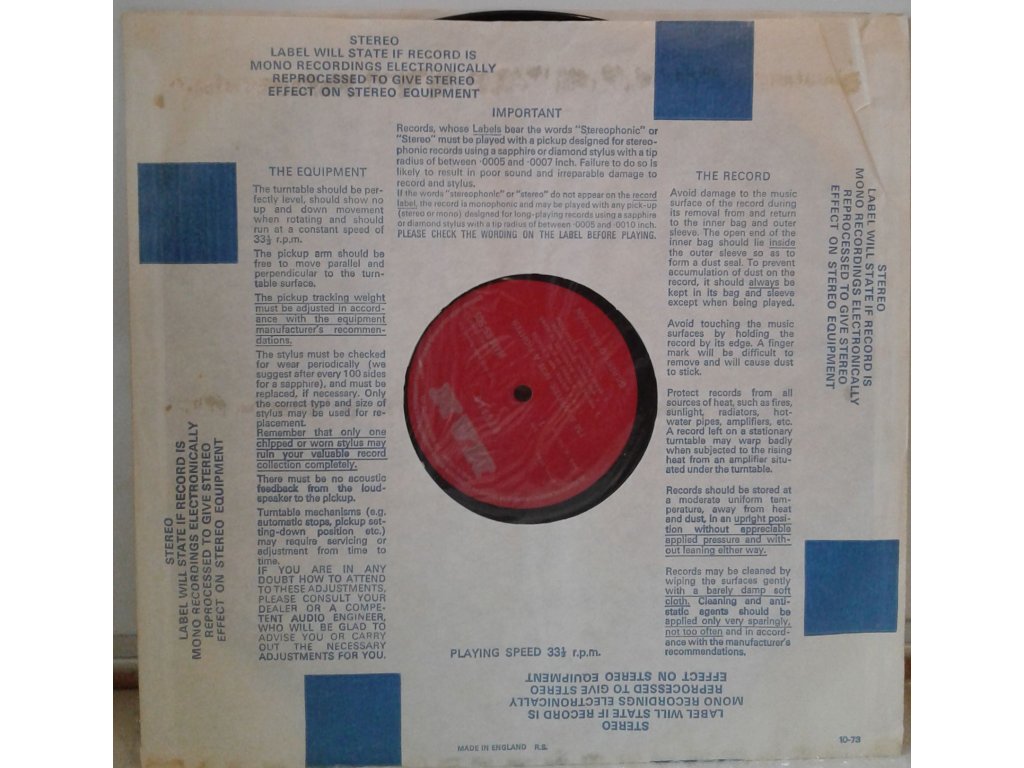 STEREO
LABEL WILL STATE IF RECORD IS
MONO RECORDINGS ELECTRONICALLY
REPROCESSED TO GIVE STEREO
EFFECT ON STEREO EQUIPMENT
IMPORTANT
Records, whose Labels bear the words "Stereophonic" or
"Stereo" must be played with a pickup designed for stereo-
phonic records using a sapphire or diamond stylus with a tip
radius of between ·0005 and ·0007 inch. Failure to do so is
likely to result in poor sound and irreparable damage to
record and stylus.
If the words "stereophonic" or "stereo" do not appear on the record
label, the record is monophonic and may be played with any pick-up
(stereo or mono) designed for long-playing records using a sapphire
or diamond stylus with a tip radius of between ·0005 and ·0010 inch.
PLEASE CHECK THE WORDING ON THE LABEL BEFORE PLAYING.
THE EQUIPMENT
The turntable should be per-
fectly level, should show no
up and down movement
when rotating and should
run at a constant speed of
33⅓ r.p.m.
The pickup arm should be
free to move parallel and
perpendicular to the turn-
table surface.
The pickup tracking weight
must be adjusted in accord-
ance with the equipment
manufacturer's recommen-
dations.
The stylus must be checked
for wear periodically (we
suggest after every 100 sides
for a sapphire), and must be
replaced, if necessary. Only
the correct type and size of
stylus may be used for re-
placement.
Remember that only one
chipped or worn stylus may
ruin your valuable record
collection completely.
There must be no acoustic
feedback from the loud-
speaker to the pickup.
Turntable mechanisms (e.g.
automatic stops, pickup set-
ting-down position etc.)
may require servicing or
adjustment from time to
time.
IF YOU ARE IN ANY
DOUBT HOW TO ATTEND
TO THESE ADJUSTMENTS,
PLEASE CONSULT YOUR
DEALER OR A COMPE-
TENT AUDIO ENGINEER,
WHO WILL BE GLAD TO
ADVISE YOU OR CARRY
OUT THE NECESSARY
ADJUSTMENTS FOR YOU.
THE RECORD
Avoid damage to the music
surface of the record during
its removal from and return
to the inner bag and outer
sleeve. The open end of the
inner bag should lie inside
the outer sleeve so as to
form a dust seal. To prevent
accumulation of dust on the
record, it should always be
kept in its bag and sleeve
except when being played.
Avoid touching the music
surfaces by holding the
record by its edge. A finger
mark will be difficult to
remove and will cause dust
to stick.
Protect records from all
sources of heat, such as fires,
sunlight, radiators, hot-
water pipes, amplifiers, etc.
A record left on a stationary
turntable may warp badly
when subjected to the rising
heat from an amplifier situ-
ated under the turntable.
Records should be stored at
a moderate uniform tem-
perature, away from heat
and dust, in an upright posi-
tion without appreciable
applied pressure and with-
out leaning either way.
Records may be cleaned by
wiping the surfaces gently
with a barely damp soft
cloth. Cleaning and anti-
static agents should be
applied only very sparingly,
not too often and in accord-
ance with the manufacturer's
recommendations.
STEREO
LABEL WILL STATE IF RECORD IS
MONO RECORDINGS ELECTRONICALLY
REPROCESSED TO GIVE STEREO
EFFECT ON STEREO EQUIPMENT
STEREO
LABEL WILL STATE IF RECORD IS
MONO RECORDINGS ELECTRONICALLY
REPROCESSED TO GIVE STEREO
EFFECT ON STEREO EQUIPMENT
PLAYING SPEED 33⅓ r.p.m.
STEREO
LABEL WILL STATE IF RECORD IS
MONO RECORDINGS ELECTRONICALLY
REPROCESSED TO GIVE STEREO
EFFECT ON STEREO EQUIPMENT
MADE IN ENGLAND R.S.
10-73